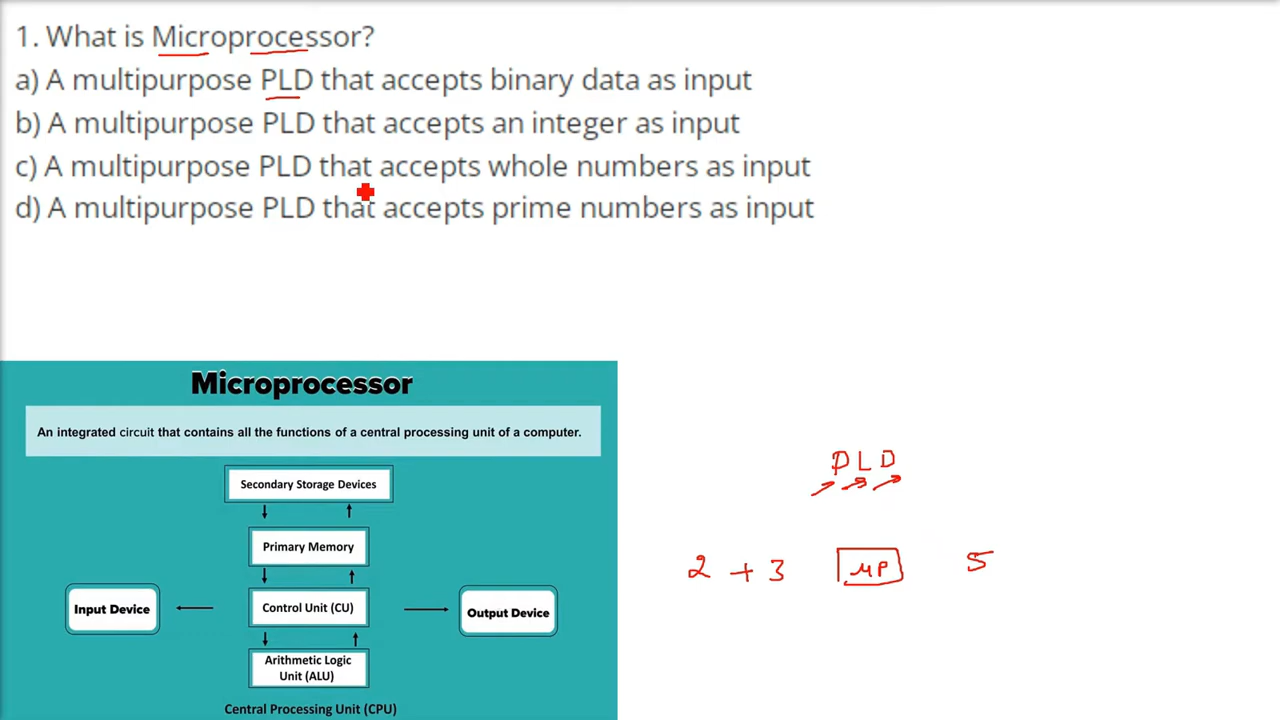 1. What is Microprocessor?
a) A multipurpose PLD that accepts binary data as input
b) A multipurpose PLD that accepts an integer as input
c) A multipurpose PLD that accepts whole numbers as input
d) A multipurpose PLD that accepts prime numbers as input
Microprocessor
An integrated circuit that contains all the functions of a central processing unit of a computer.
Secondary Storage Devices
Primary Memory
Input Device
Control Unit (CU)
Output Device
Arithmetic Logic
Unit (ALU)
Central Processing Unit (CPU)
PLD
2 + 3 μP 5